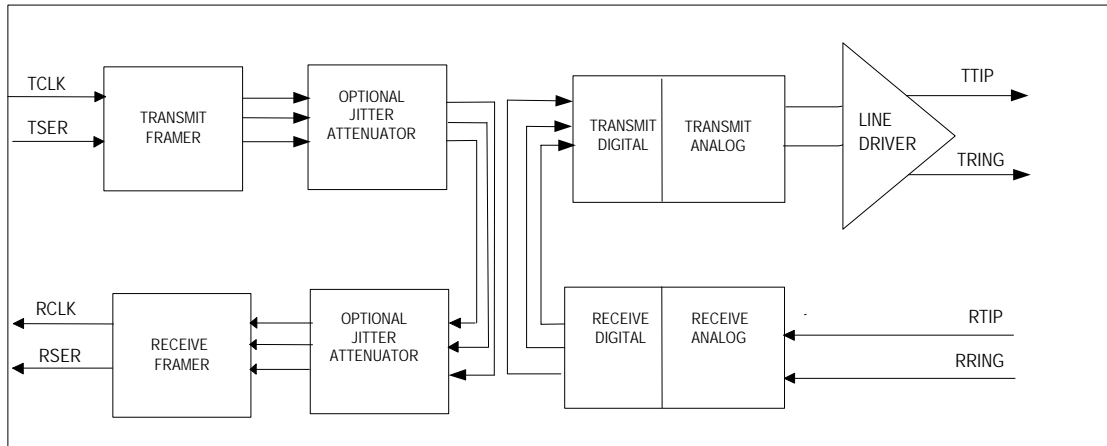 TCLK
TSER
TRANSMIT
FRAMER
OPTIONAL
JITTER
ATTENUATOR
TRANSMIT
DIGITAL
TRANSMIT
ANALOG
LINE
DRIVER
TTIP
TRING
RCLK
RSER
RECEIVE
FRAMER
OPTIONAL
JITTER
ATTENUATOR
RECEIVE
DIGITAL
RECEIVE
ANALOG
RTIP
RRING